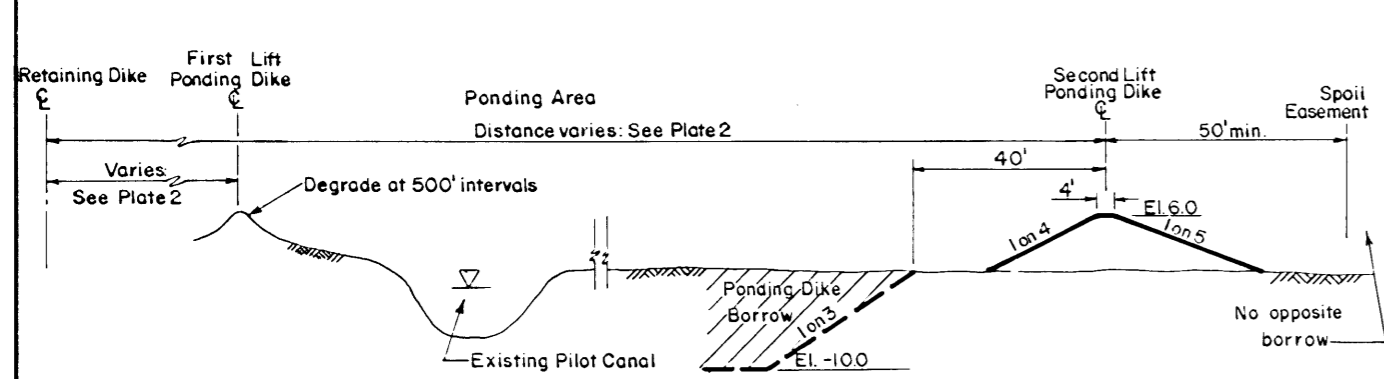 First Lift
Retaining Dike
Ponding Dike
℄
℄
Ponding Area
Second Lift
Ponding Dike
℄
Spoil
Easement
Distance varies: See Plate 2
50' min.
Varies:
See Plate 2
40'
Degrade at 500' intervals
4'
El. 6.0
1 on 4
1 on 5
Ponding Dike
Borrow
1 on 3
No opposite
borrow
Existing Pilot Canal
El. -10.0